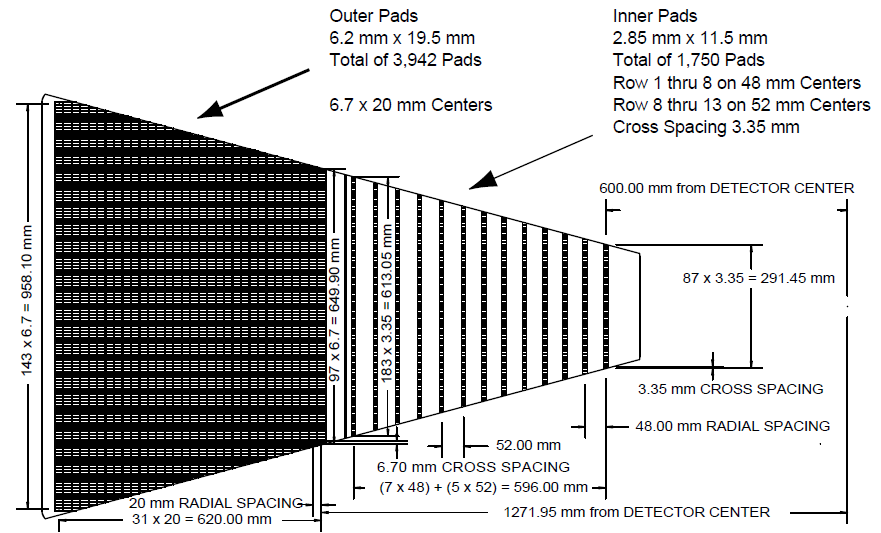 Outer Pads
6.2 mm x 19.5 mm
Total of 3,942 Pads
6.7 x 20 mm Centers
Inner Pads
2.85 mm x 11.5 mm
Total of 1,750 Pads
Row 1 thru 8 on 48 mm Centers
Row 8 thru 13 on 52 mm Centers
Cross Spacing 3.35 mm
600.00 mm from DETECTOR CENTER
143 x 6.7 = 958.10 mm
97 x 6.7 = 649.90 mm
183 x 3.35 = 613.05 mm
87 x 3.35 = 291.45 mm
3.35 mm CROSS SPACING
48.00 mm RADIAL SPACING
52.00 mm
6.70 mm CROSS SPACING
(7 x 48) + (5 x 52) = 596.00 mm
20 mm RADIAL SPACING
31 x 20 = 620.00 mm
1271.95 mm from DETECTOR CENTER